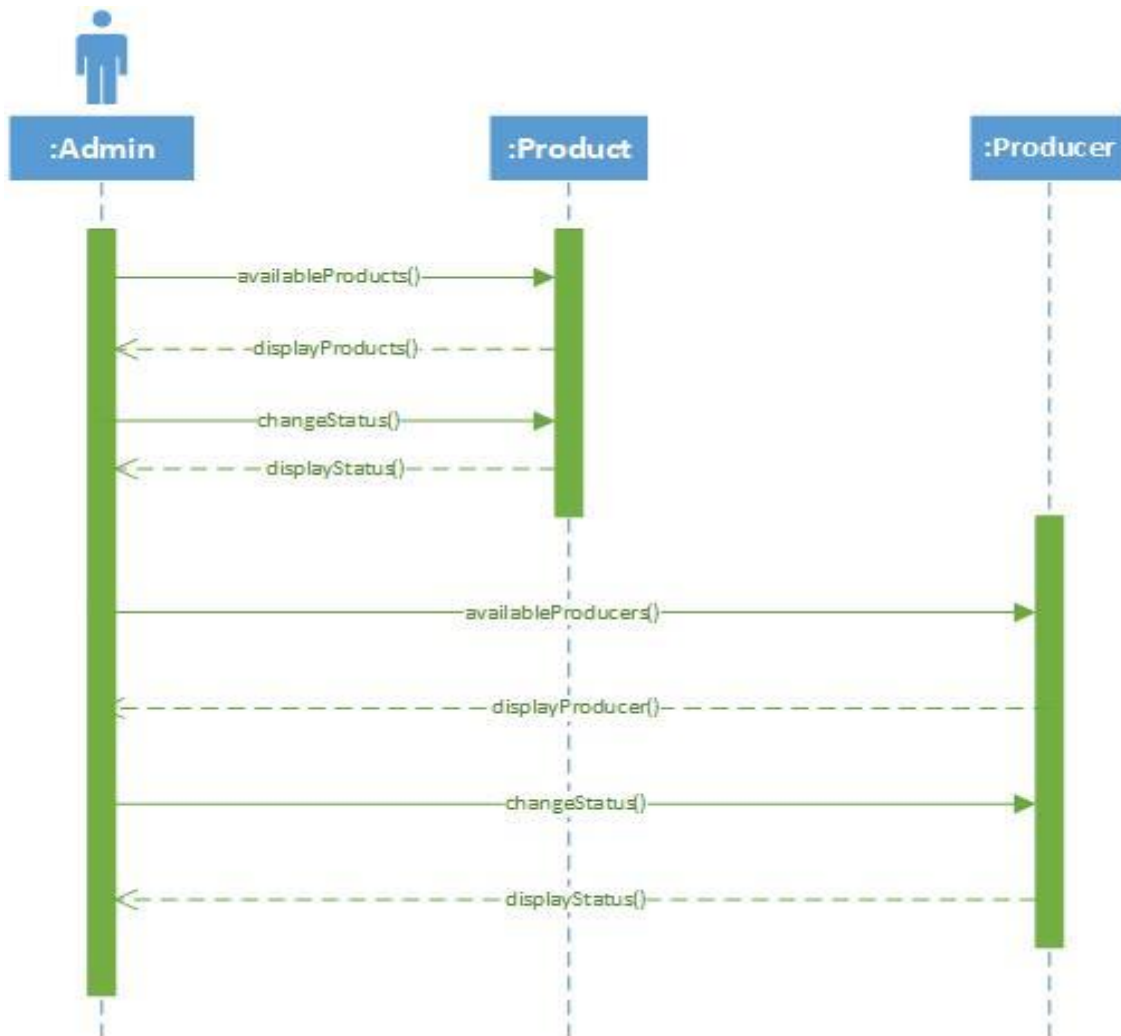 :Admin
:Product
:Producer
availableProducts()
displayProducts()
changeStatus()
displayStatus()
availableProducers()
displayProducer()
changeStatus()
displayStatus()